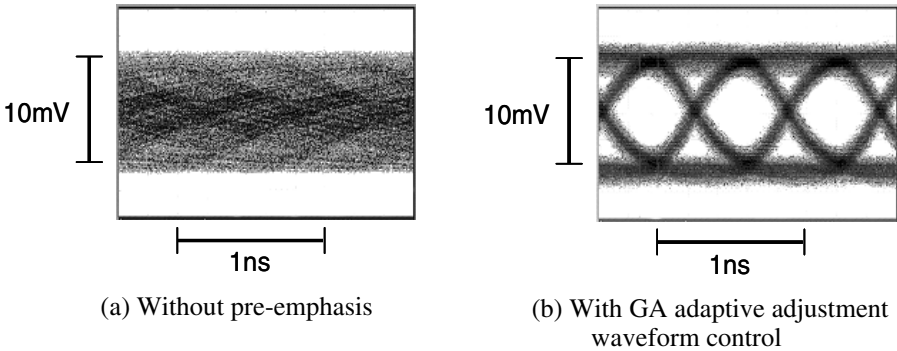 10mV
1ns
(a) Without pre-emphasis
10mV
1ns
(b) With GA adaptive adjustment
waveform control